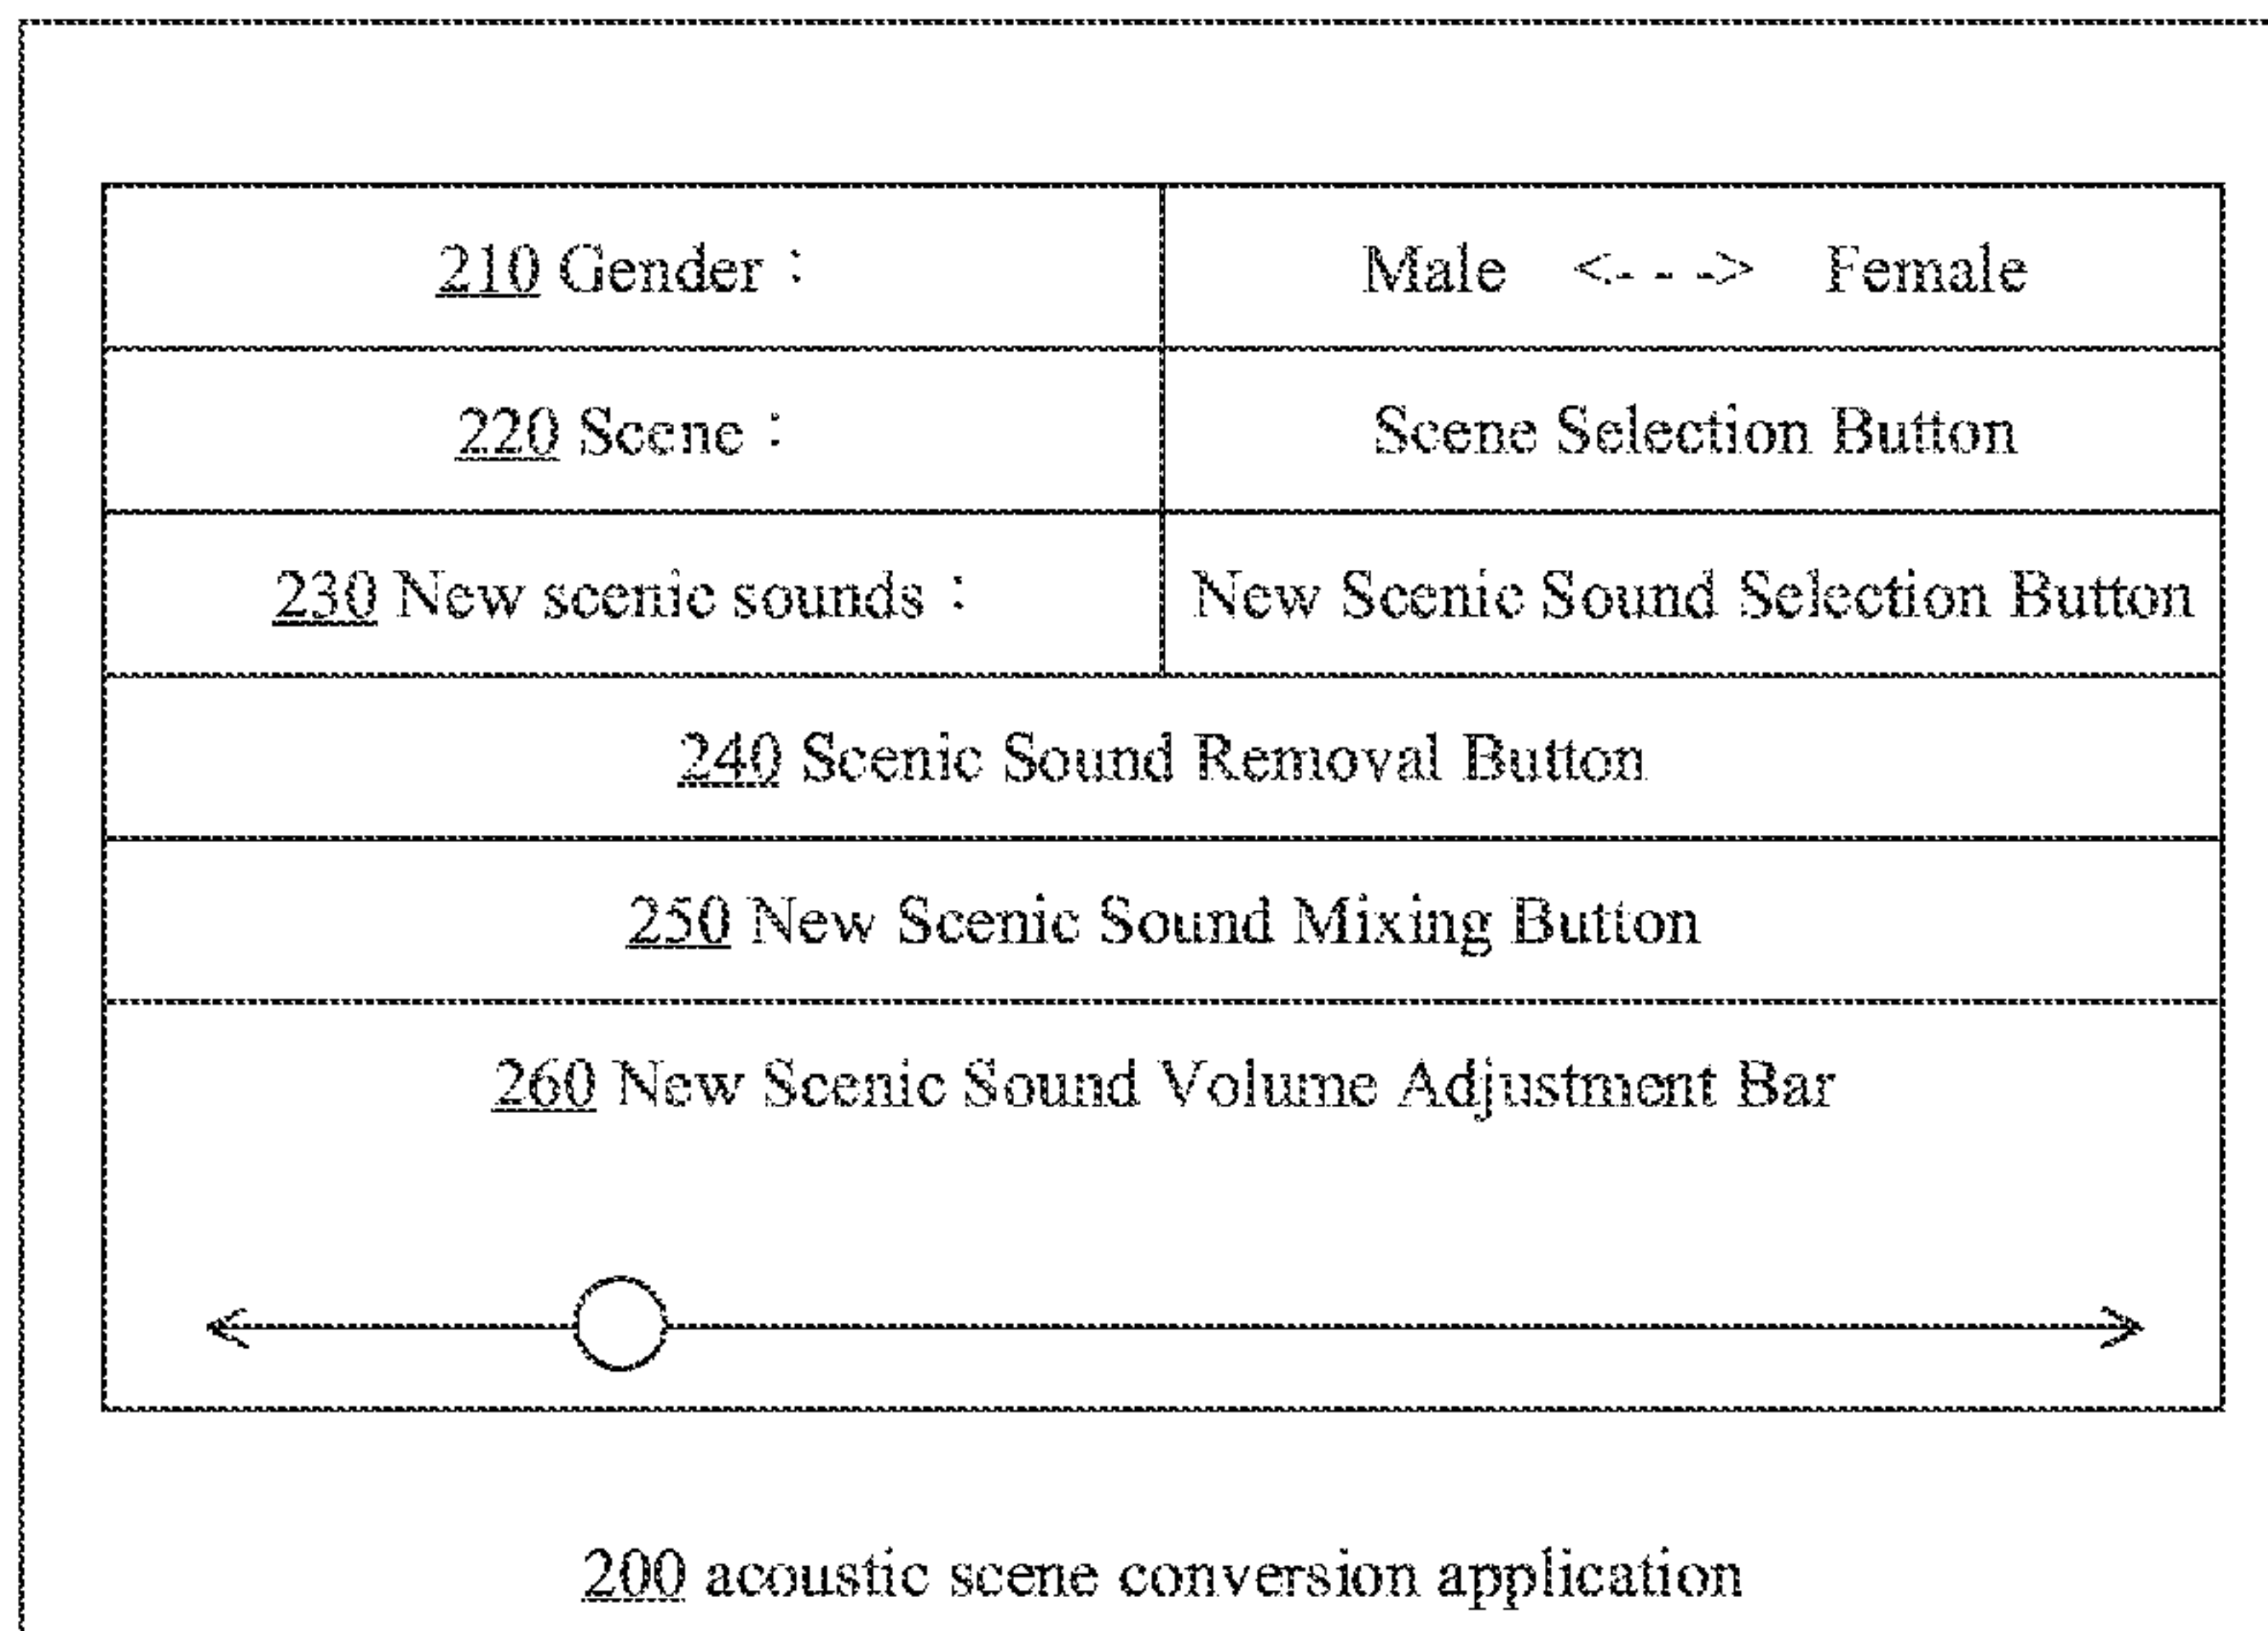 210 Gender : Male <- - -> Female
220 Scene : Scene Selection Button
230 New scenic sounds : New Scenic Sound Selection Button
240 Scenic Sound Removal Button
250 New Scenic Sound Mixing Button
260 New Scenic Sound Volume Adjustment Bar
200 acoustic scene conversion application